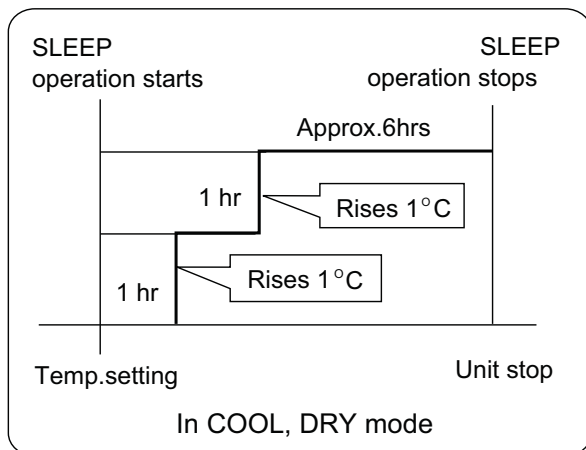 SLEEP
operation starts
SLEEP
operation stops
Approx.6hrs
1 hr
Rises 1°C
1 hr
Rises 1°C
Temp.setting
Unit stop
In COOL, DRY mode